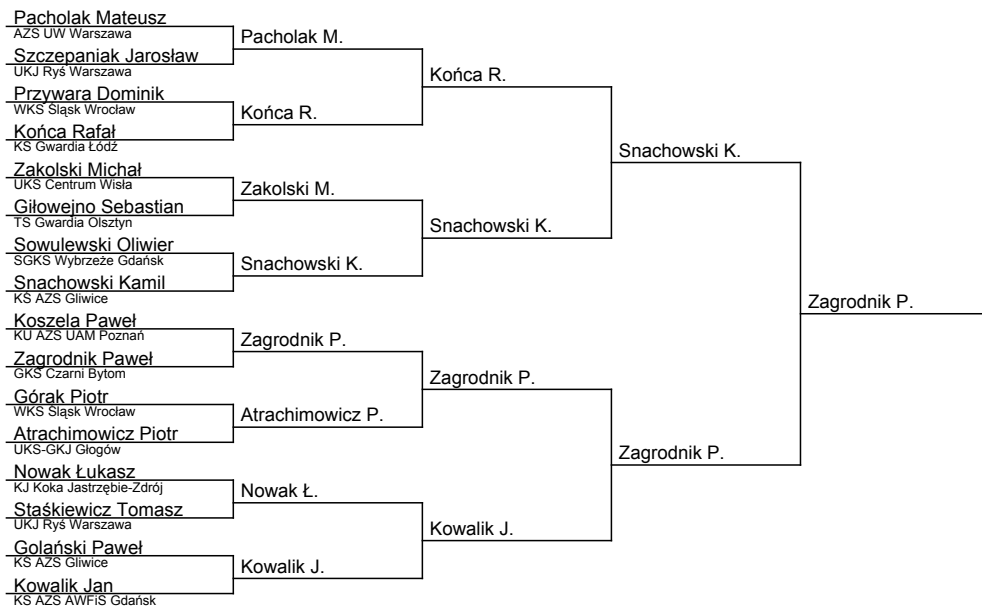 Pacholak Mateusz
AZS UW Warszawa
Szczepaniak Jarosław
UKJ Ryś Warszawa
Przywara Dominik
WKS Śląsk Wrocław
Końca Rafał
KS Gwardia Łódź
Zakolski Michał
UKS Centrum Wisła
Giłowejno Sebastian
TS Gwardia Olsztyn
Sowulewski Oliwier
SGKS Wybrzeże Gdańsk
Snachowski Kamil
KS AZS Gliwice
Koszela Paweł
KU AZS UAM Poznań
Zagrodnik Paweł
GKS Czarni Bytom
Górak Piotr
WKS Śląsk Wrocław
Atrachimowicz Piotr
UKS-GKJ Głogów
Nowak Łukasz
KJ Koka Jastrzębie-Zdrój
Staśkiewicz Tomasz
UKJ Ryś Warszawa
Golański Paweł
KS AZS Gliwice
Kowalik Jan
KS AZS AWFiS Gdańsk
Pacholak M.
Końca R.
Zakolski M.
Snachowski K.
Zagrodnik P.
Atrachimowicz P.
Nowak Ł.
Kowalik J.
Końca R.
Snachowski K.
Zagrodnik P.
Kowalik J.
Snachowski K.
Zagrodnik P.
Zagrodnik P.